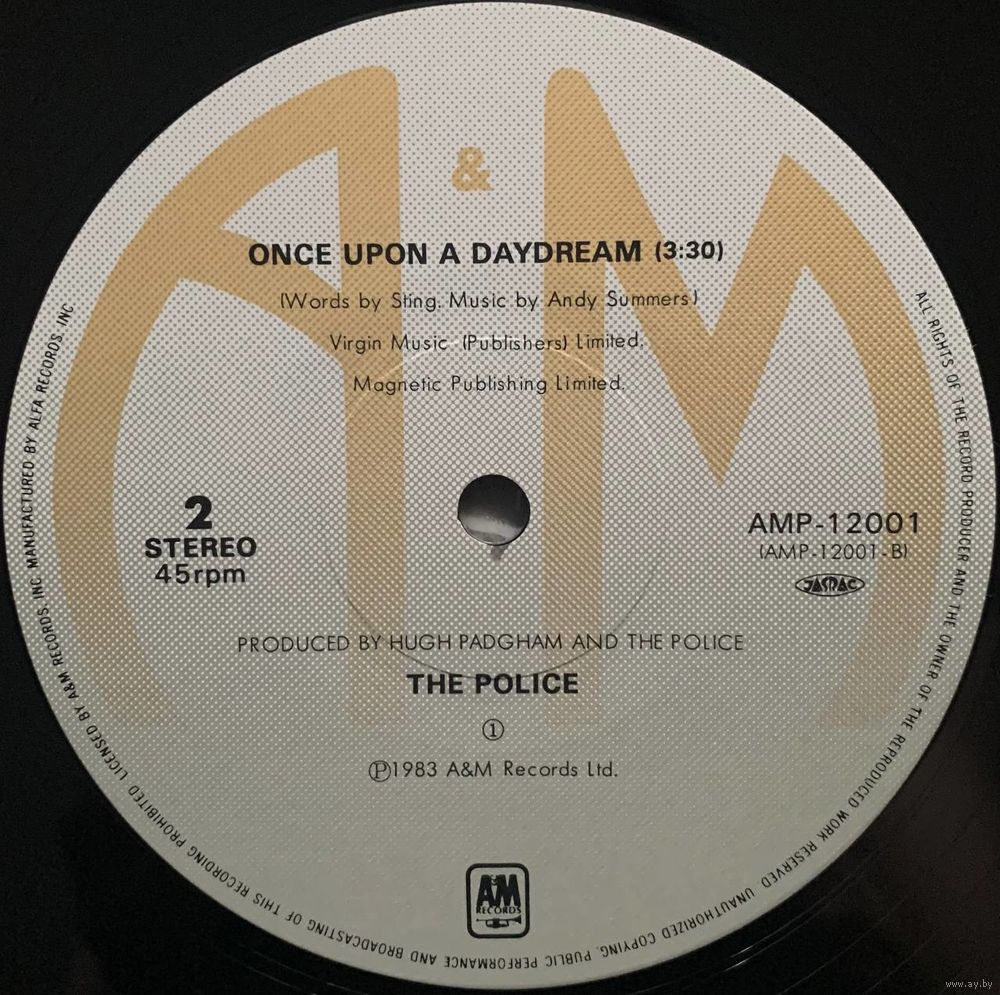 A & M
ONCE UPON A DAYDREAM (3:30)
(Words by Sting. Music by Andy Summers)
Virgin Music (Publishers) Limited.
Magnetic Publishing Limited.
2
STEREO
45rpm
AMP-12001
(AMP-12001-B)
JASRAC
PRODUCED BY HUGH PADGHAM AND THE POLICE
THE POLICE
①
Ⓟ1983 A&M Records Ltd.
A&M
RECORDS
ALL RIGHTS OF THE RECORD PRODUCER AND THE OWNER OF THE REPRODUCED WORK RESERVED. UNAUTHORIZED COPYING, PUBLIC PERFORMANCE AND BROADCASTING OF THIS RECORDING PROHIBITED LICENSED BY A&M RECORDS INC MANUFACTURED BY ALFA RECORDS. INC
www.ay.by